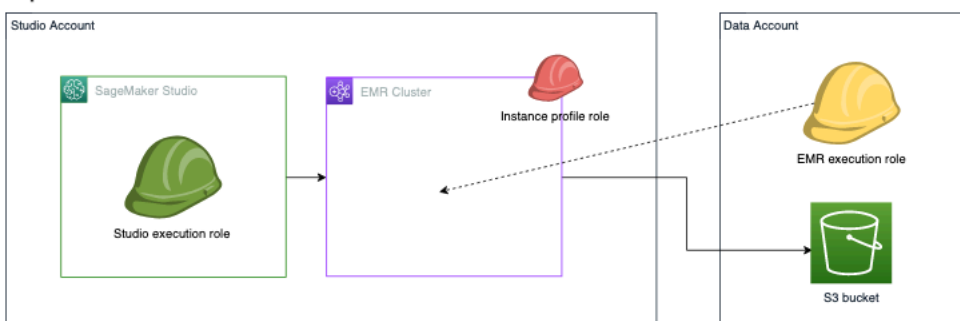 Studio Account
Data Account
SageMaker Studio
EMR Cluster
Instance profile role
EMR execution role
Studio execution role
S3 bucket